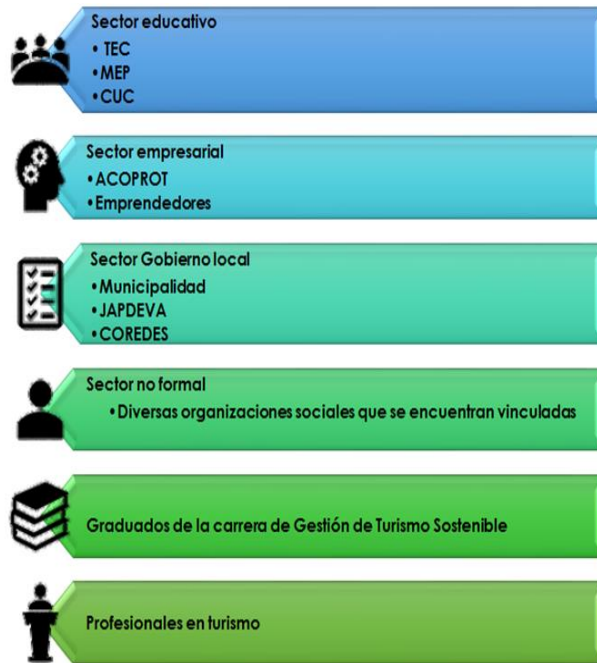 Sector educativo
• TEC
• MEP
• CUC
Sector empresarial
• ACOPROT
• Emprendedores
Sector Gobierno local
• Municipalidad
• JAPDEVA
• COREDES
Sector no formal
• Diversas organizaciones sociales que se encuentran vinculadas
Graduados de la carrera de Gestión de Turismo Sostenible
Profesionales en turismo